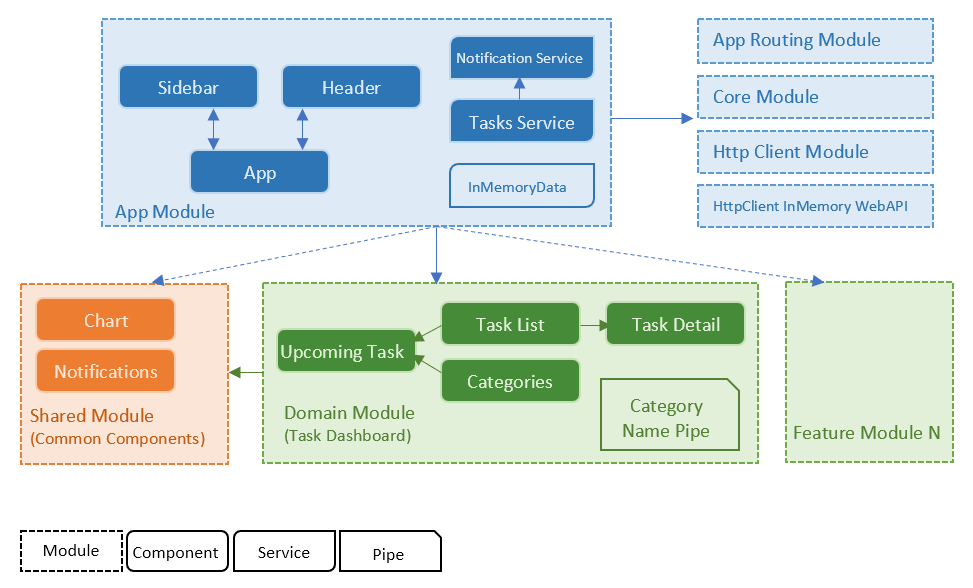 Sidebar
Header
App
App Module
Notification Service
Tasks Service
InMemoryData
App Routing Module
Core Module
Http Client Module
HttpClient InMemory WebAPI
Chart
Notifications
Shared Module
(Common Components)
Upcoming Task
Task List
Task Detail
Categories
Domain Module
(Task Dashboard)
Category
Name Pipe
Feature Module N
Module
Component
Service
Pipe